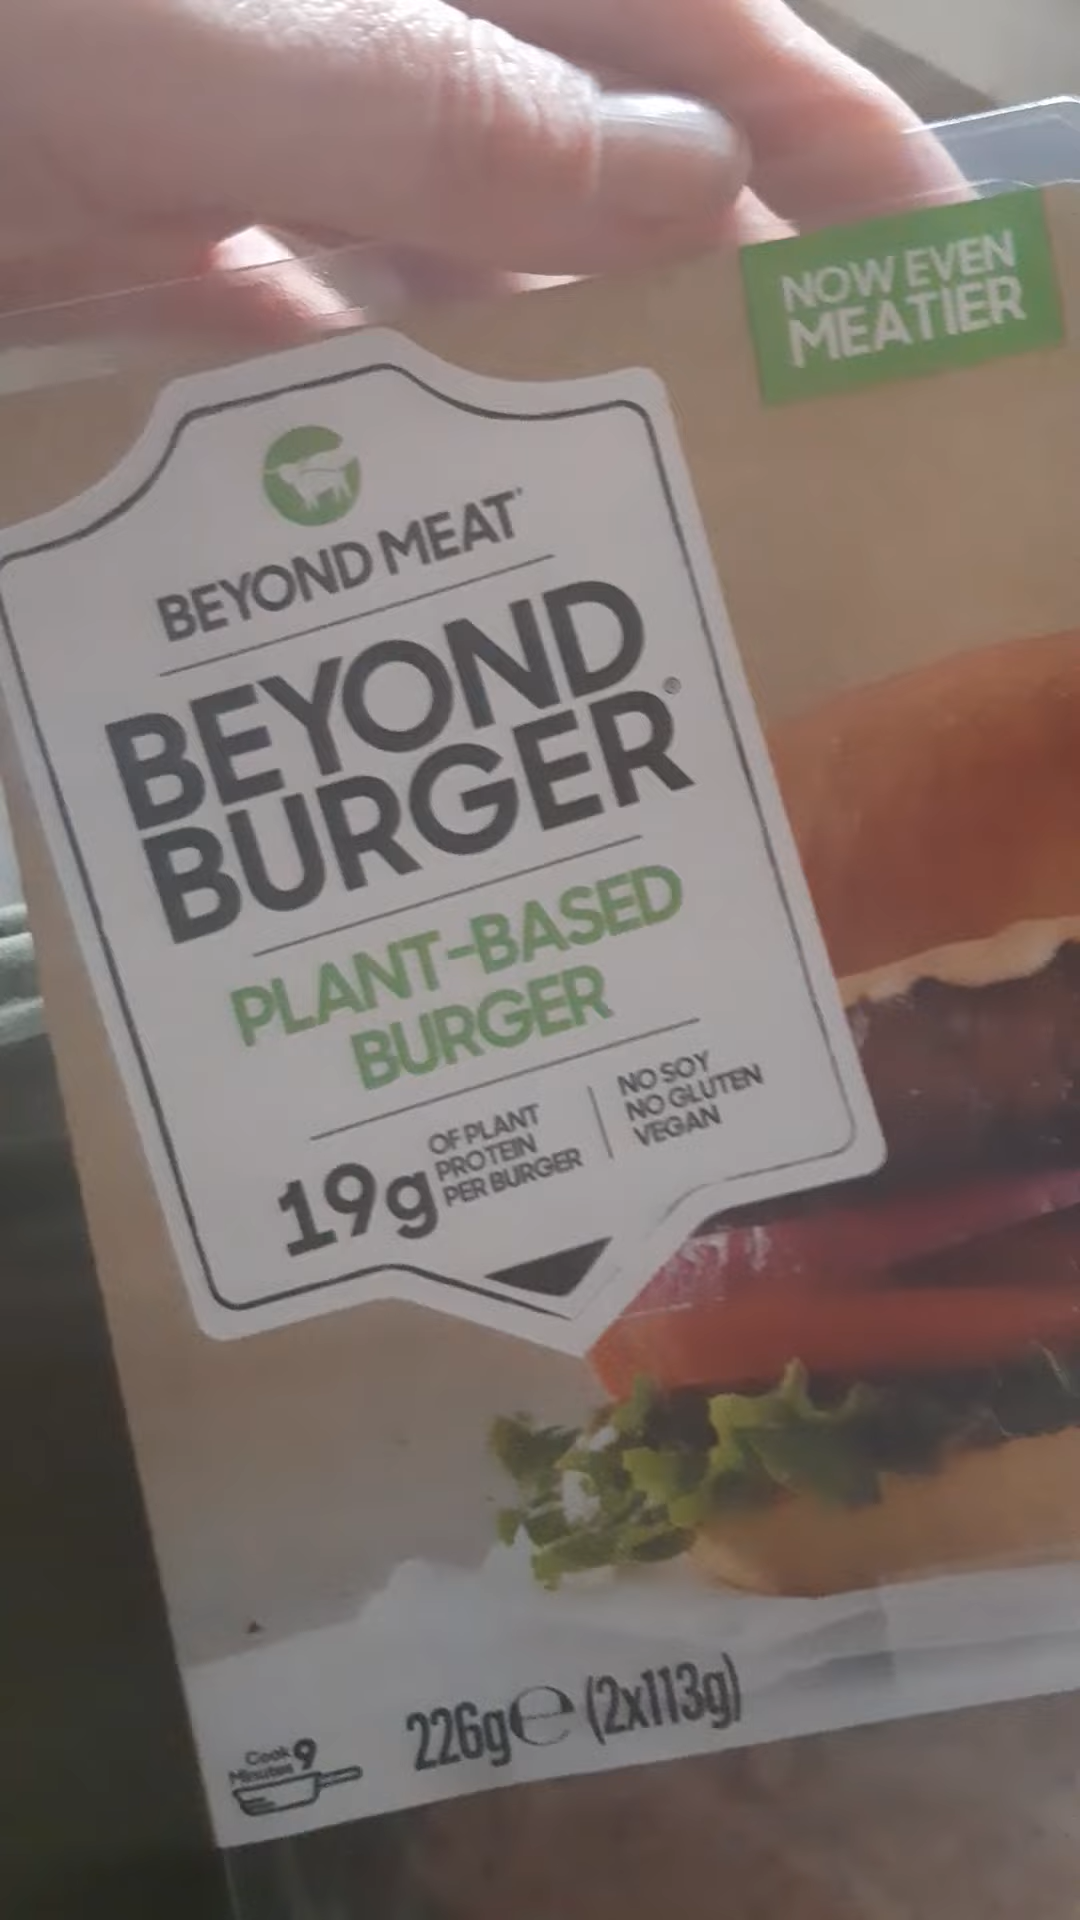 NOW EVEN
MEATIER
BEYOND MEAT
BEYOND
BURGER®
PLANT-BASED
BURGER
19g
OF PLANT
PROTEIN
PER BURGER
NO SOY
NO GLUTEN
VEGAN
Cook 9
Minutes
226g℮ (2x113g)